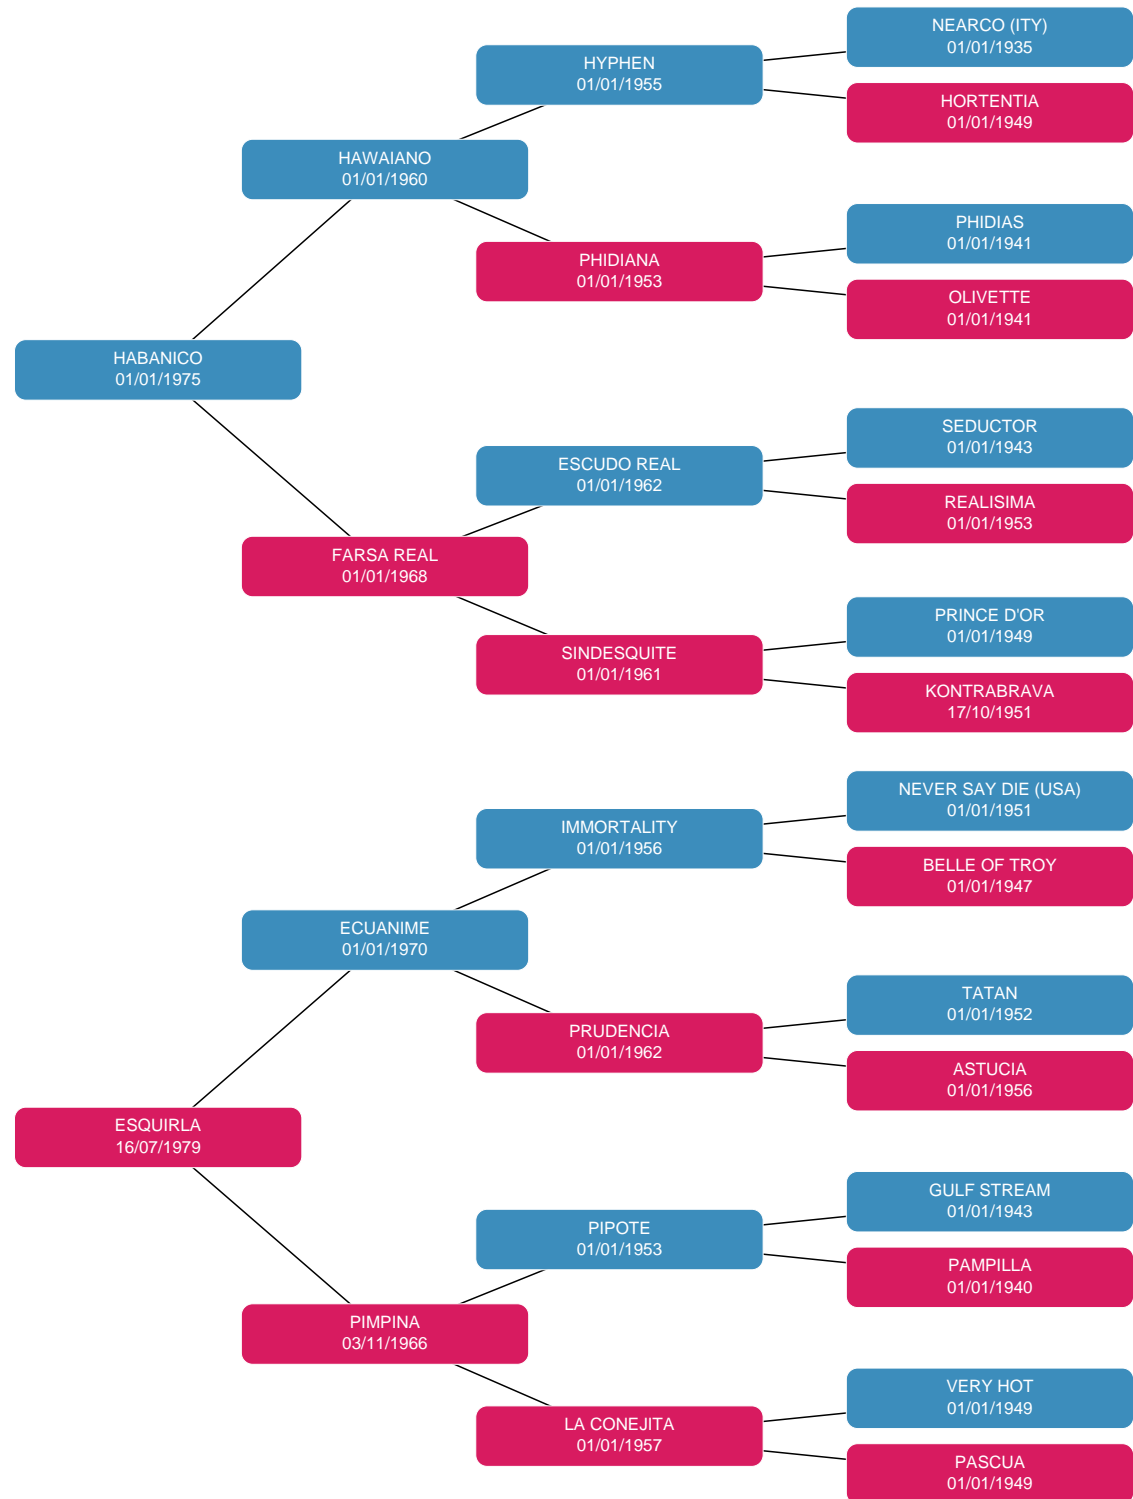 NEARCO (ITY)
01/01/1935
HYPHEN
01/01/1955
HORTENTIA
01/01/1949
HAWAIANO
01/01/1960
PHIDIAS
01/01/1941
PHIDIANA
01/01/1953
OLIVETTE
01/01/1941
HABANICO
01/01/1975
SEDUCTOR
01/01/1943
ESCUDO REAL
01/01/1962
REALISIMA
01/01/1953
FARSA REAL
01/01/1968
PRINCE D'OR
01/01/1949
SINDESQUITE
01/01/1961
KONTRABRAVA
17/10/1951
NEVER SAY DIE (USA)
01/01/1951
IMMORTALITY
01/01/1956
BELLE OF TROY
01/01/1947
ECUANIME
01/01/1970
TATAN
01/01/1952
PRUDENCIA
01/01/1962
ASTUCIA
01/01/1956
ESQUIRLA
16/07/1979
GULF STREAM
01/01/1943
PIPOTE
01/01/1953
PAMPILLA
01/01/1940
PIMPINA
03/11/1966
VERY HOT
01/01/1949
LA CONEJITA
01/01/1957
PASCUA
01/01/1949